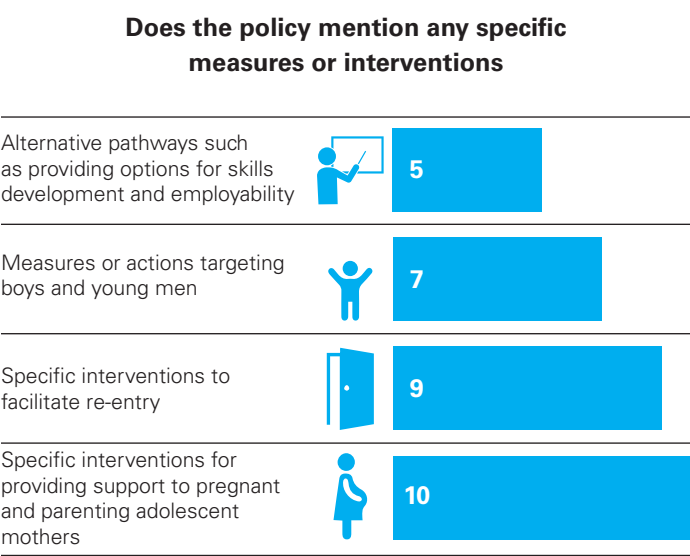 Does the policy mention any specific
measures or interventions
Alternative pathways such
as providing options for skills
development and employability
5
Measures or actions targeting
boys and young men
7
Specific interventions to
facilitate re-entry
9
Specific interventions for
providing support to pregnant
and parenting adolescent
mothers
10